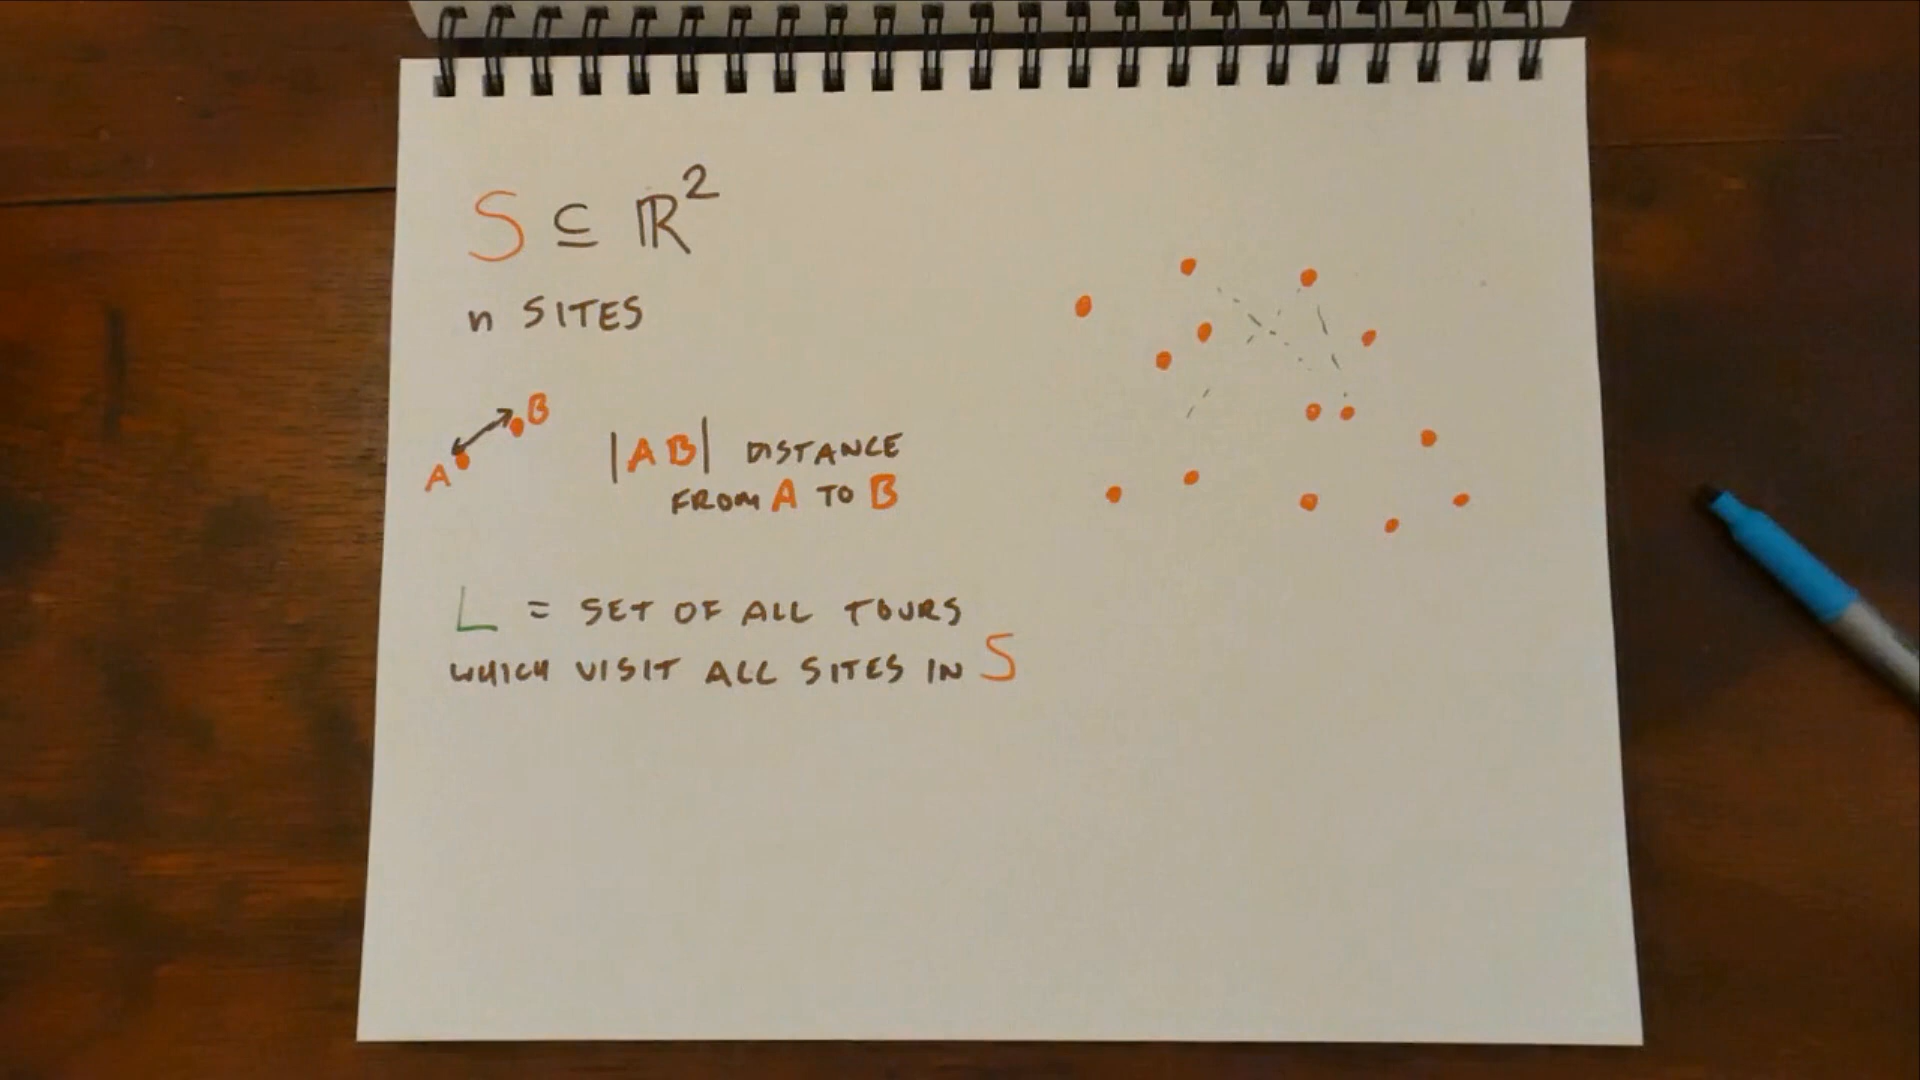 S ⊆ ℝ²
n SITES
B
A
|AB| DISTANCE
FROM A TO B
L = SET OF ALL TOURS
WHICH VISIT ALL SITES IN S